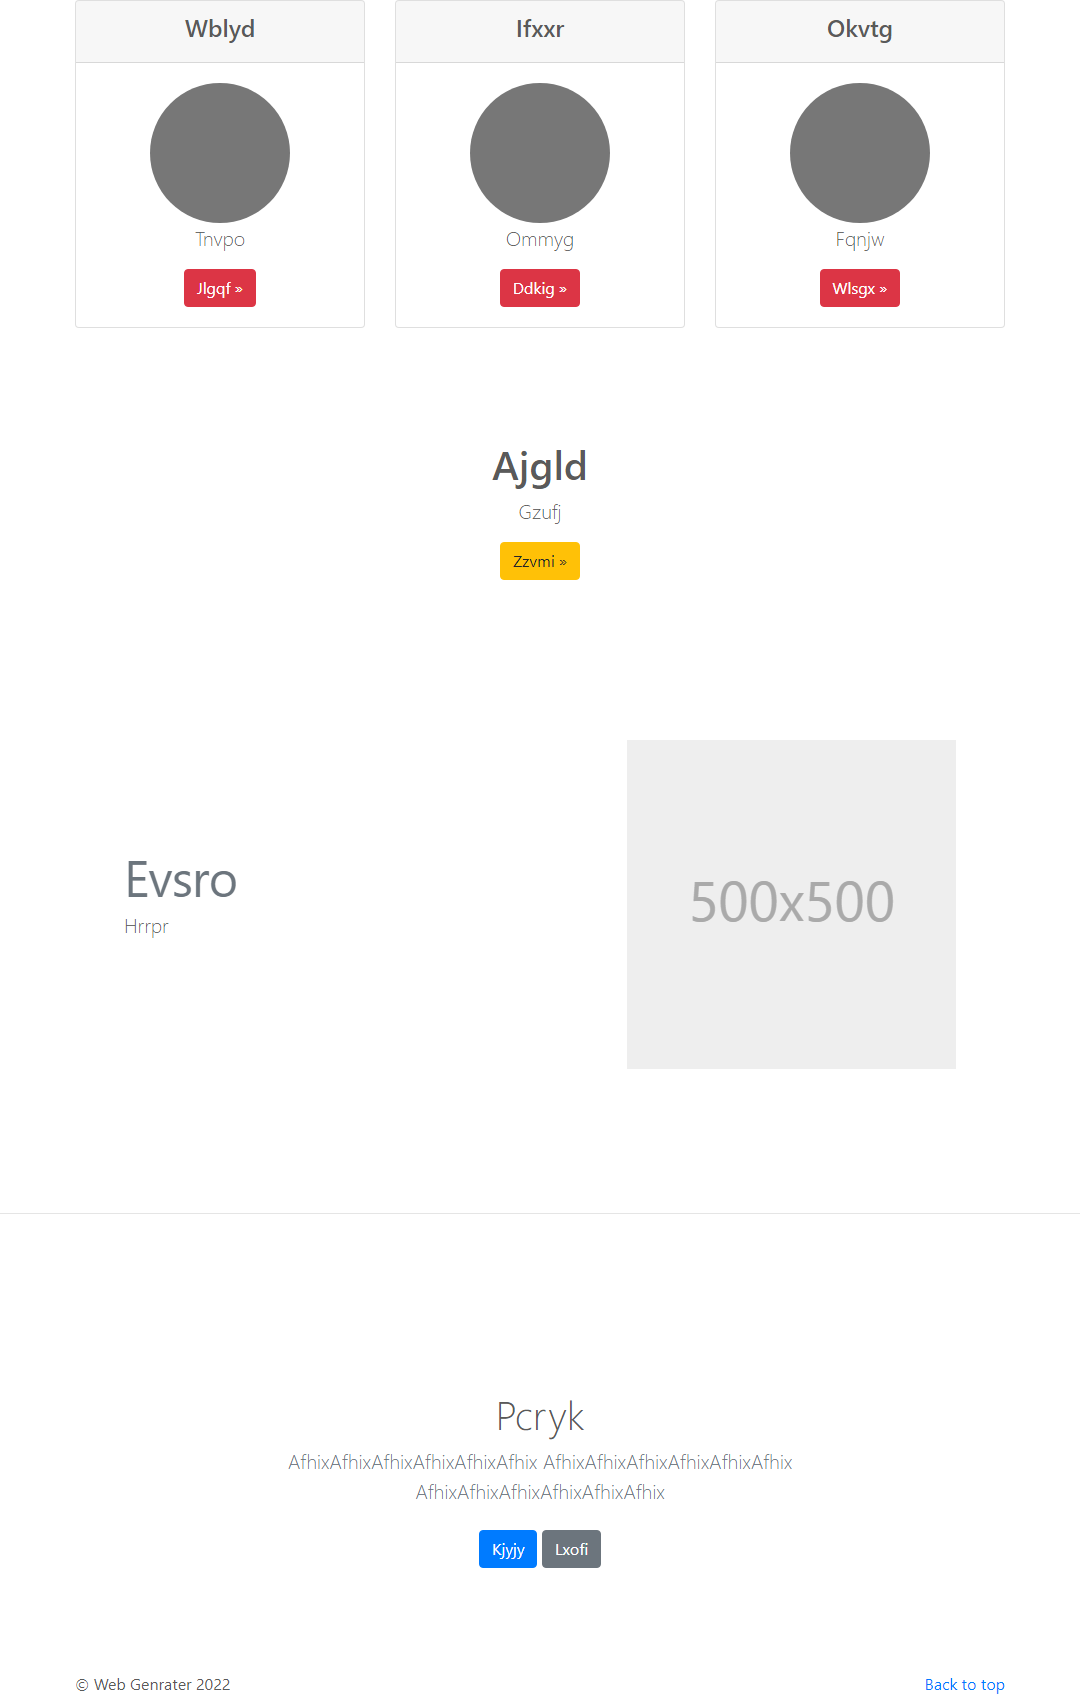 Wblyd
Ifxxr
Okvtg
Tnvpo
Ommyg
Fqnjw
Jlgqf »
Ddkig »
Wlsgx »
Ajgld
Gzufj
Zzvmi »
Evsro
Hrrpr
500x500
Pcryk
AfhixAfhixAfhixAfhixAfhixAfhix AfhixAfhixAfhixAfhixAfhixAfhix
AfhixAfhixAfhixAfhixAfhixAfhix
Kjyjy
Lxofi
© Web Genrater 2022
Back to top